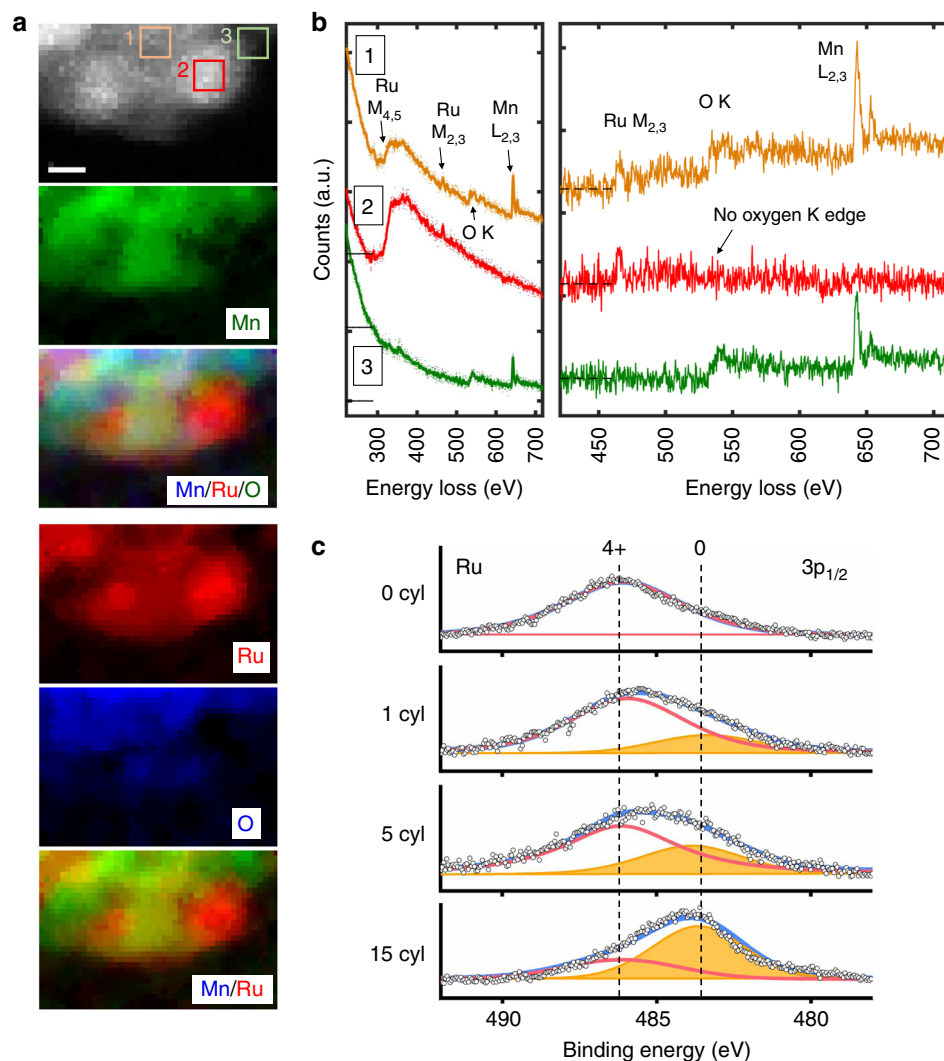 a
1
3
2
Mn
Mn/Ru/O
Ru
O
Mn/Ru
b
1
Ru
M4,5
Ru
M2,3
Mn
L2,3
2
O K
3
Counts (a.u.)
300
400
500
600
700
Energy loss (eV)
Mn
L2,3
O K
Ru M2,3
No oxygen K edge
450
500
550
600
650
700
Energy loss (eV)
c
4+
0
Ru
3p1/2
0 cyl
1 cyl
5 cyl
15 cyl
490
485
480
Binding energy (eV)